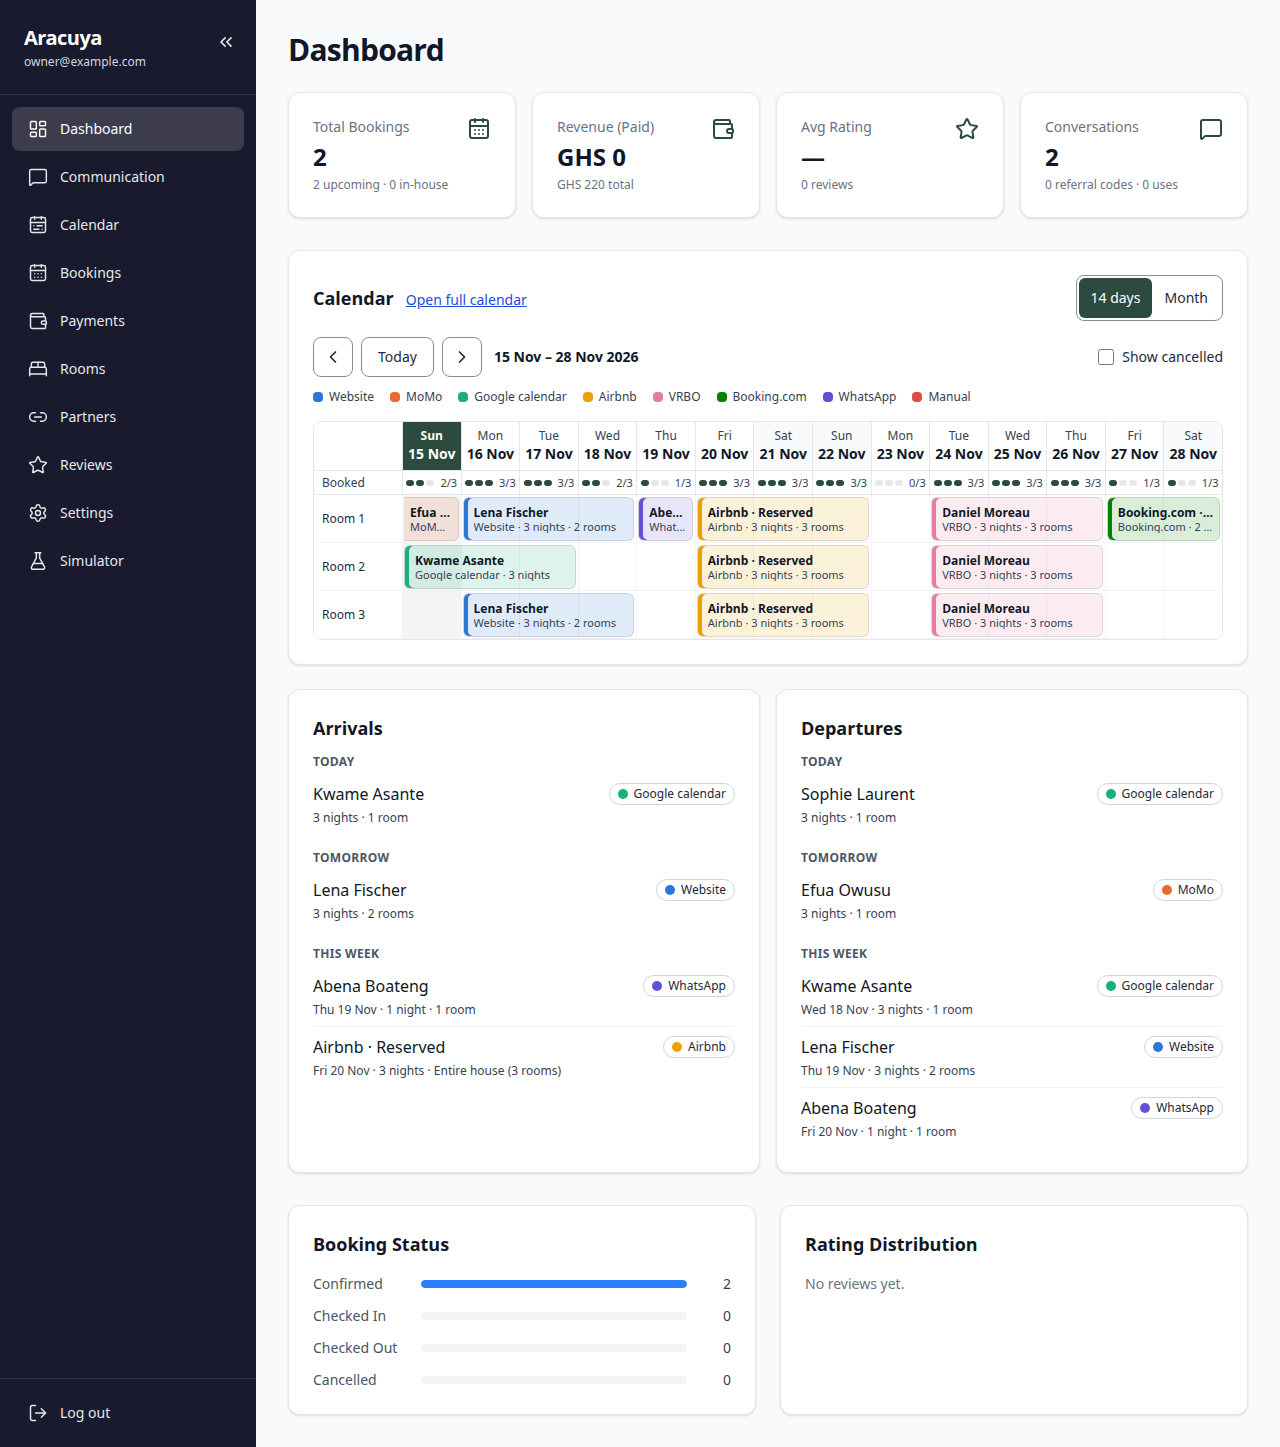 Aracuya
owner@example.com
Dashboard
Communication
Calendar
Bookings
Payments
Rooms
Partners
Reviews
Settings
Simulator
Log out
Dashboard
Total Bookings
2
2 upcoming · 0 in-house
Revenue (Paid)
GHS 0
GHS 220 total
Avg Rating
—
0 reviews
Conversations
2
0 referral codes · 0 uses
Calendar Open full calendar
14 days Month
Today 15 Nov – 28 Nov 2026 Show cancelled
Website MoMo Google calendar Airbnb VRBO Booking.com WhatsApp Manual
Sun Mon Tue Wed Thu Fri Sat Sun Mon Tue Wed Thu Fri Sat
15 Nov 16 Nov 17 Nov 18 Nov 19 Nov 20 Nov 21 Nov 22 Nov 23 Nov 24 Nov 25 Nov 26 Nov 27 Nov 28 Nov
Booked 2/3 3/3 3/3 2/3 1/3 3/3 3/3 3/3 0/3 3/3 3/3 3/3 1/3 1/3
Room 1
Efua ... Lena Fischer Abe... Airbnb · Reserved Daniel Moreau Booking.com ·...
MoM... Website · 3 nights · 2 rooms What... Airbnb · 3 nights · 3 rooms VRBO · 3 nights · 3 rooms Booking.com · 2 ...
Room 2
Kwame Asante Airbnb · Reserved Daniel Moreau
Google calendar · 3 nights Airbnb · 3 nights · 3 rooms VRBO · 3 nights · 3 rooms
Room 3
Lena Fischer Airbnb · Reserved Daniel Moreau
Website · 3 nights · 2 rooms Airbnb · 3 nights · 3 rooms VRBO · 3 nights · 3 rooms
Arrivals
TODAY
Kwame Asante Google calendar
3 nights · 1 room
TOMORROW
Lena Fischer Website
3 nights · 2 rooms
THIS WEEK
Abena Boateng WhatsApp
Thu 19 Nov · 1 night · 1 room
Airbnb · Reserved Airbnb
Fri 20 Nov · 3 nights · Entire house (3 rooms)
Departures
TODAY
Sophie Laurent Google calendar
3 nights · 1 room
TOMORROW
Efua Owusu MoMo
3 nights · 1 room
THIS WEEK
Kwame Asante Google calendar
Wed 18 Nov · 3 nights · 1 room
Lena Fischer Website
Thu 19 Nov · 3 nights · 2 rooms
Abena Boateng WhatsApp
Fri 20 Nov · 1 night · 1 room
Booking Status
Confirmed 2
Checked In 0
Checked Out 0
Cancelled 0
Rating Distribution
No reviews yet.